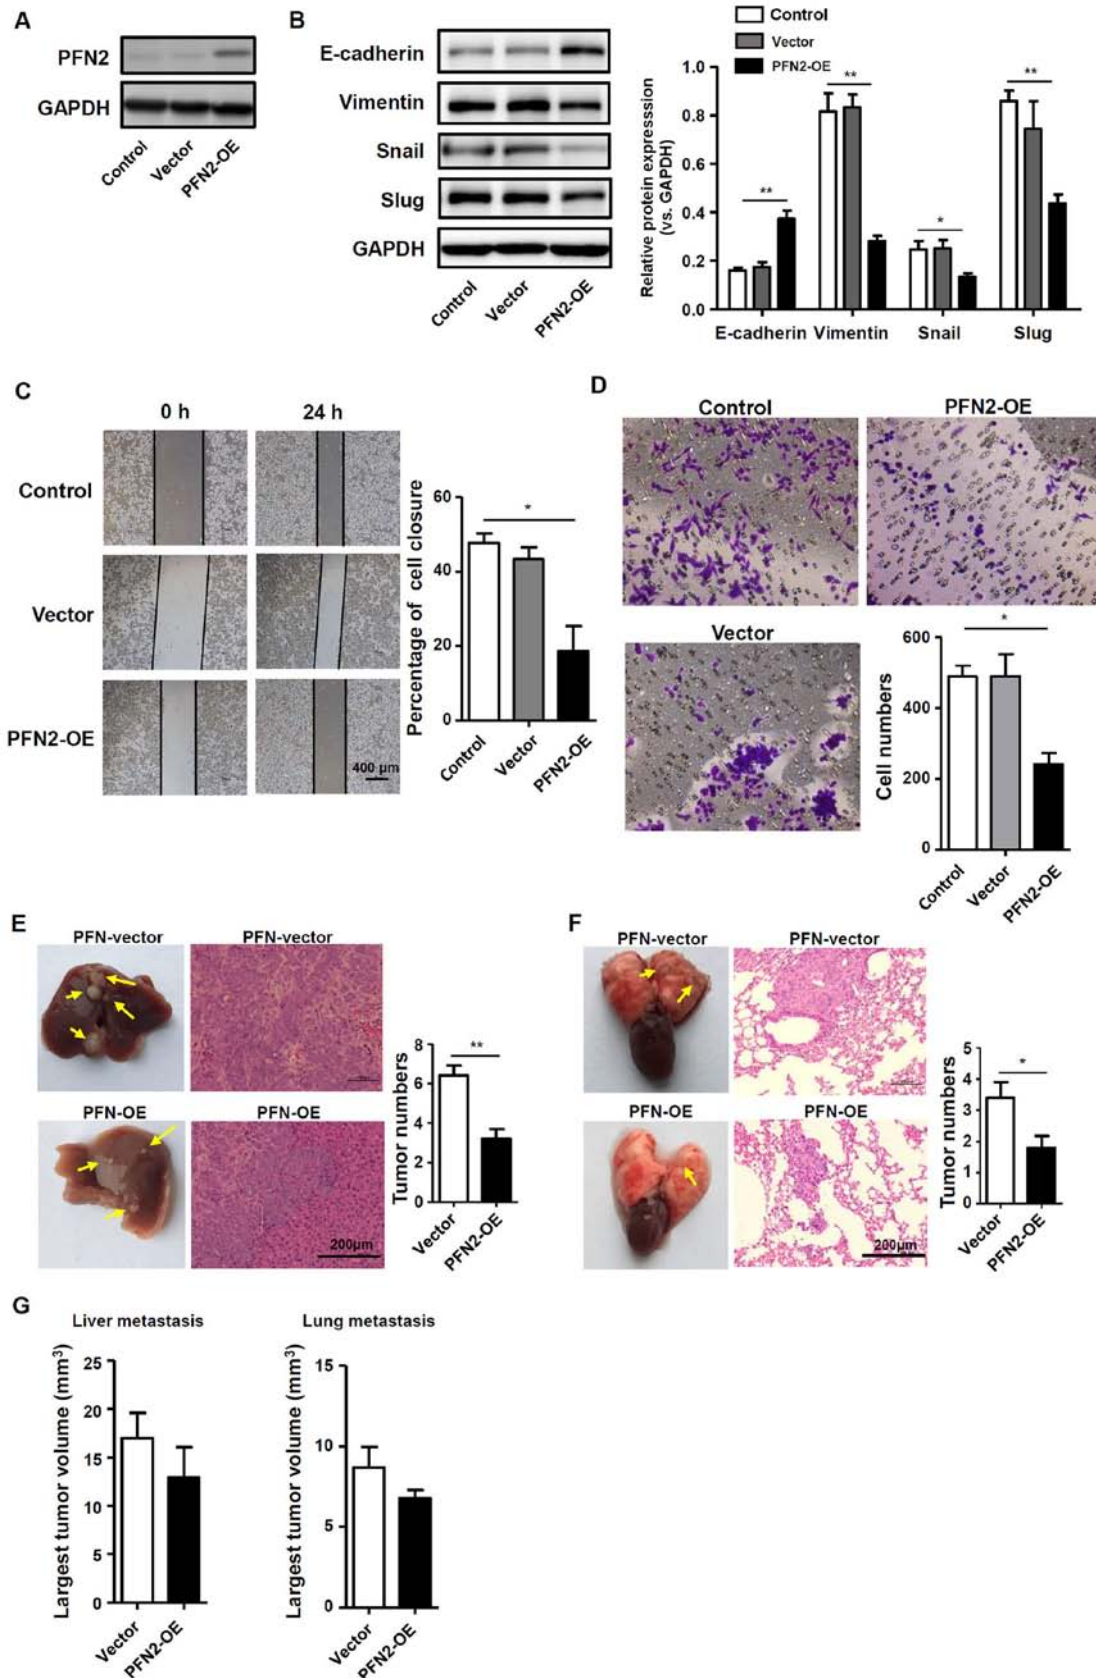 A
PFN2
GAPDH
Control
Vector
PFN2-OE
B
E-cadherin
Vimentin
Snail
Slug
GAPDH
Control
Vector
PFN2-OE
Control
Vector
PFN2-OE
Relative protein expresssion
(vs. GAPDH)
1.0
0.8
0.6
0.4
0.2
0.0
**
**
*
**
E-cadherin
Vimentin
Snail
Slug
C
0 h
24 h
Control
Vector
PFN2-OE
400 μm
Percentage of cell closure
60
40
20
0
*
Control
Vector
PFN2-OE
D
Control
PFN2-OE
Vector
Cell numbers
600
400
200
0
*
Control
Vector
PFN2-OE
E
PFN-vector
PFN-vector
PFN-OE
PFN-OE
200μm
Tumor numbers
8
6
4
2
0
**
Vector
PFN2-OE
F
PFN-vector
PFN-vector
PFN-OE
PFN-OE
200μm
Tumor numbers
5
4
3
2
1
0
*
Vector
PFN2-OE
G
Liver metastasis
Largest tumor volume (mm³)
25
20
15
10
5
0
Vector
PFN2-OE
Lung metastasis
Largest tumor volume (mm³)
15
10
5
0
Vector
PFN2-OE